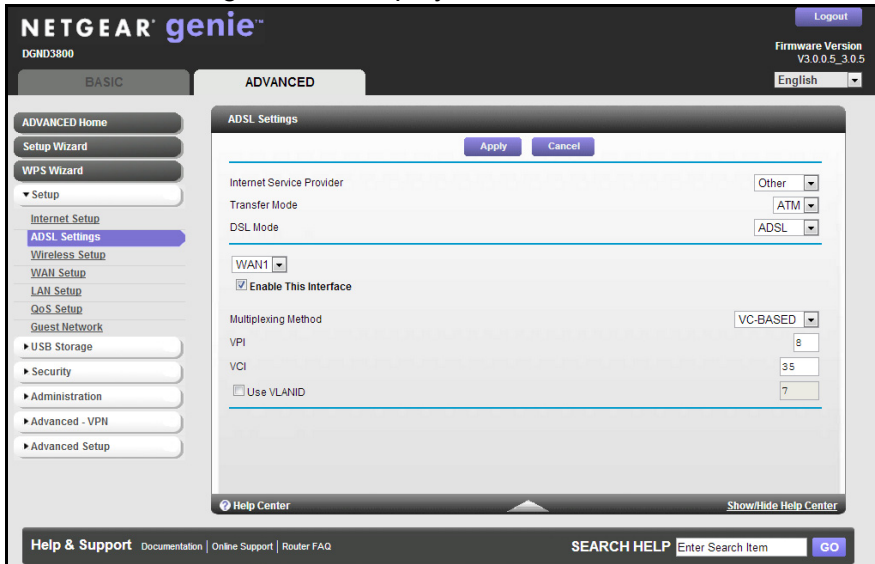 NETGEAR® genie™
Logout
DGND3800
Firmware Version
V3.0.0.5_3.0.5
BASIC
ADVANCED
English
ADVANCED Home
Setup Wizard
WPS Wizard
Setup
Internet Setup
ADSL Settings
Wireless Setup
WAN Setup
LAN Setup
QoS Setup
Guest Network
USB Storage
Security
Administration
Advanced - VPN
Advanced Setup
ADSL Settings
Apply Cancel
Internet Service Provider Other
Transfer Mode ATM
DSL Mode ADSL
WAN1
Enable This Interface
Multiplexing Method VC-BASED
VPI 8
VCI 35
Use VLANID 7
Help Center Show/Hide Help Center
Help & Support Documentation | Online Support | Router FAQ SEARCH HELP Enter Search Item GO